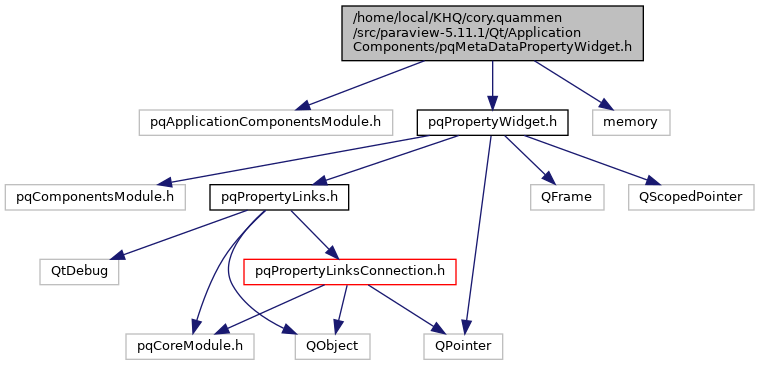 /home/local/KHQ/cory.quammen
/src/paraview-5.11.1/Qt/Application
Components/pqMetaDataPropertyWidget.h
pqApplicationComponentsModule.h
pqPropertyWidget.h
memory
pqComponentsModule.h
pqPropertyLinks.h
QFrame
QScopedPointer
QtDebug
pqPropertyLinksConnection.h
pqCoreModule.h
QObject
QPointer